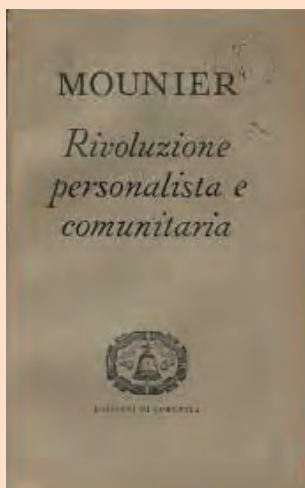 MOUNIER
Rivoluzione
personalista e
comunitaria
EDIZIONI DI COMUNITÀ